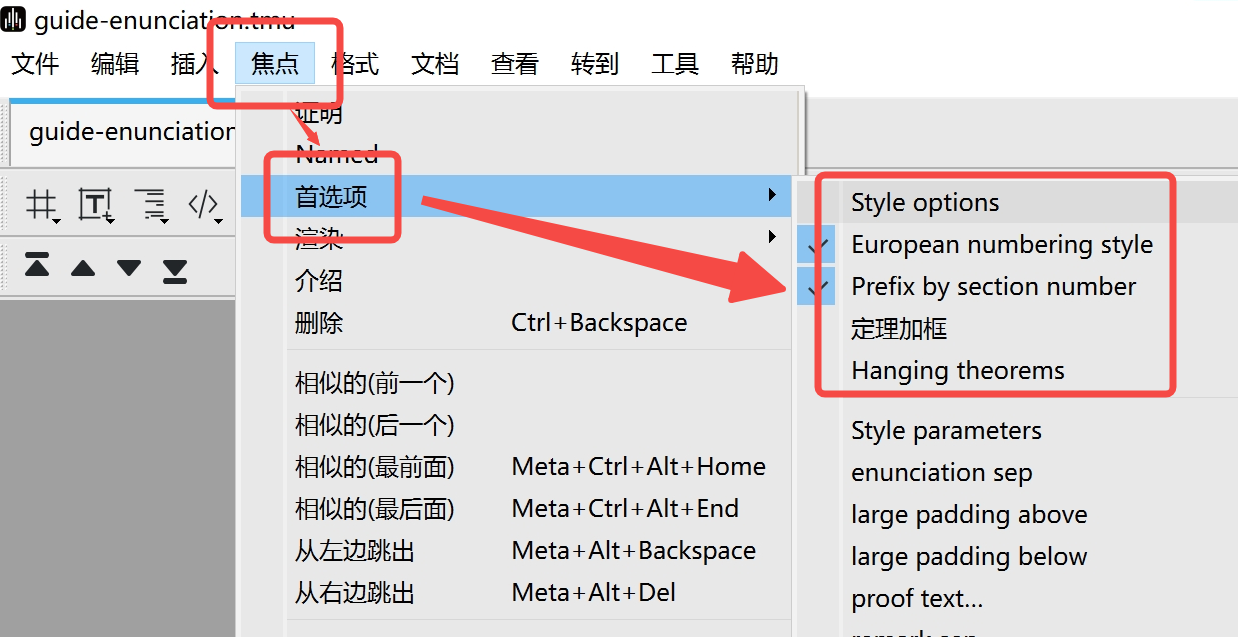 guide-enunciation.tmu
文件 编辑 插入 焦点 格式 文档 查看 转到 工具 帮助
guide-enunciation
证明
Named
首选项
渲染
介绍
删除 Ctrl+Backspace
相似的(前一个)
相似的(后一个)
相似的(最前面) Meta+Ctrl+Alt+Home
相似的(最后面) Meta+Ctrl+Alt+End
从左边跳出 Meta+Alt+Backspace
从右边跳出 Meta+Alt+Del
Style options
European numbering style
Prefix by section number
定理加框
Hanging theorems
Style parameters
enunciation sep
large padding above
large padding below
proof text...
remark sep